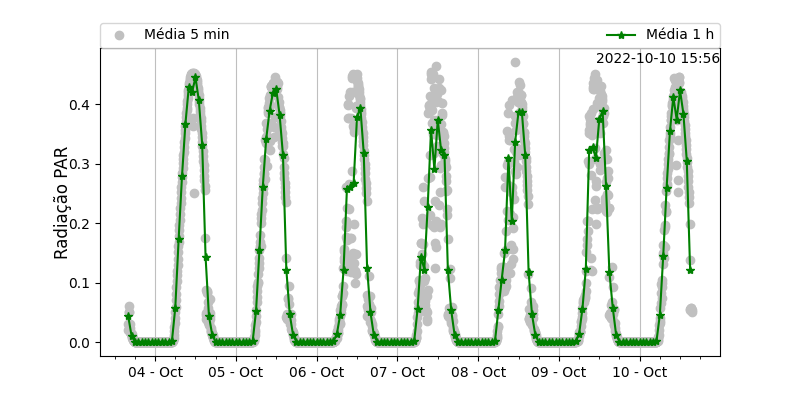 Média 5 min
Média 1 h
2022-10-10 15:56
Radiação PAR
0.4
0.3
0.2
0.1
0.0
04 - Oct
05 - Oct
06 - Oct
07 - Oct
08 - Oct
09 - Oct
10 - Oct